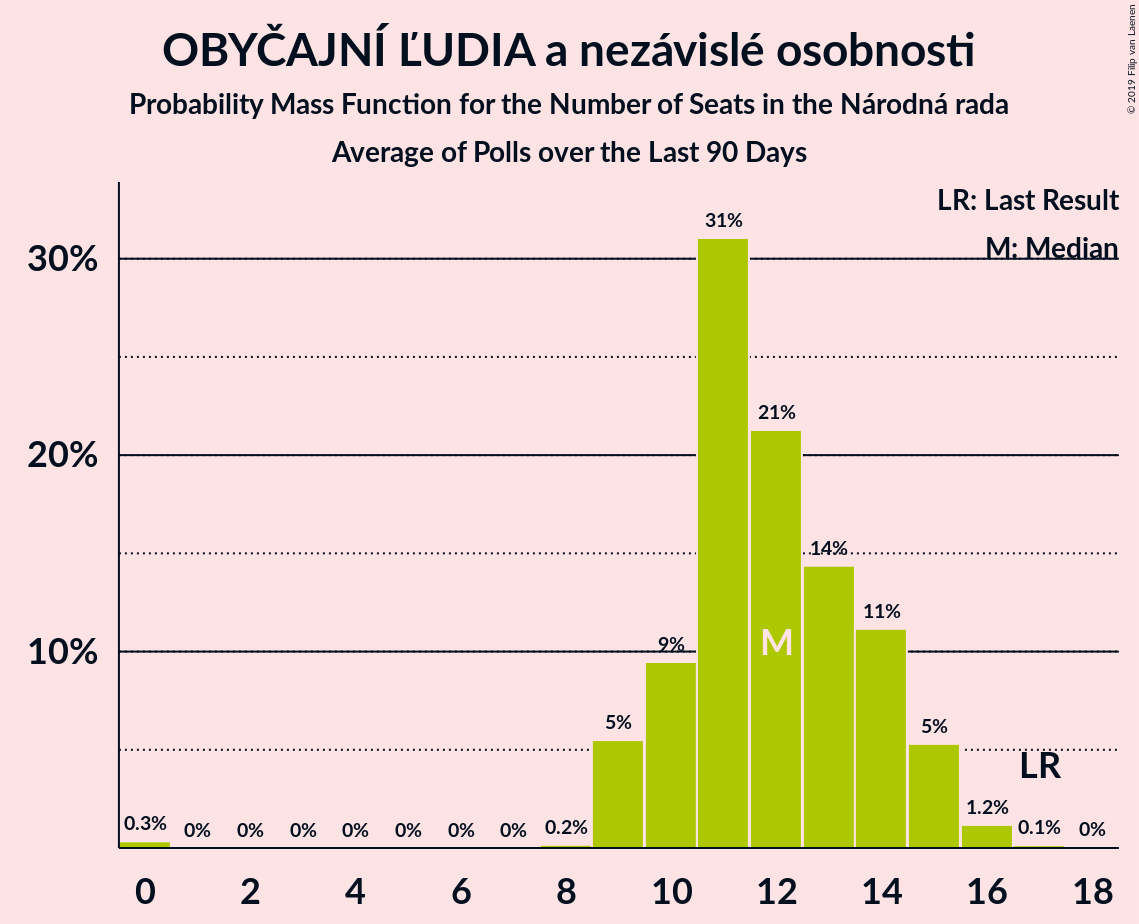 OBYČAJNÍ ĽUDIA a nezávislé osobnosti
Probability Mass Function for the Number of Seats in the Národná rada
Average of Polls over the Last 90 Days
© 2019 Filip van Laenen
LR: Last Result
M: Median
30%
20%
10%
0.3%
0%
0%
0%
0%
0%
0%
0%
0.2%
5%
9%
31%
21%
14%
11%
5%
1.2%
0.1%
0%
M
LR
0 2 4 6 8 10 12 14 16 18